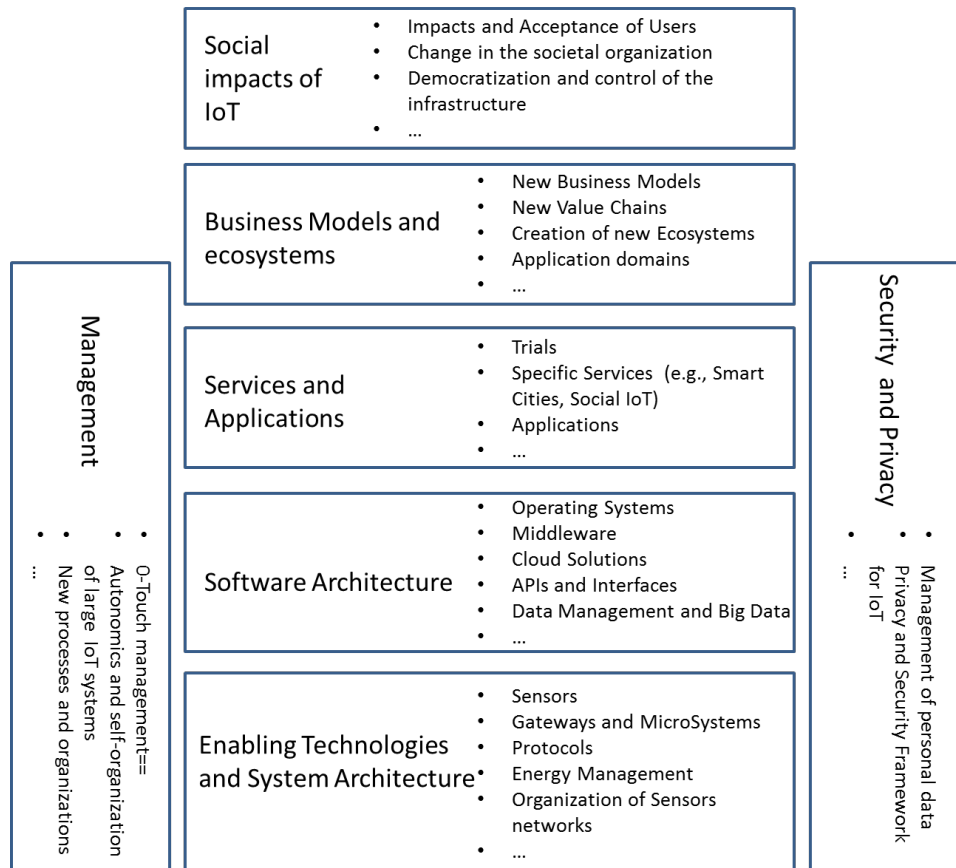 Social
impacts of
IoT
• Impacts and Acceptance of Users
• Change in the societal organization
• Democratization and control of the
infrastructure
• ...
Business Models and
ecosystems
• New Business Models
• New Value Chains
• Creation of new Ecosystems
• Application domains
• ...
Services and
Applications
• Trials
• Specific Services (e.g., Smart
Cities, Social IoT)
• Applications
• ...
Software Architecture
• Operating Systems
• Middleware
• Cloud Solutions
• APIs and Interfaces
• Data Management and Big Data
• ...
Enabling Technologies
and System Architecture
• Sensors
• Gateways and MicroSystems
• Protocols
• Energy Management
• Organization of Sensors
networks
• ...
Management
• 0-Touch management==
• Autonomics and self-organization
of large IoT systems
• New processes and organizations
• ...
Security and Privacy
• Management of personal data
• Privacy and Security Framework
for IoT
• ...